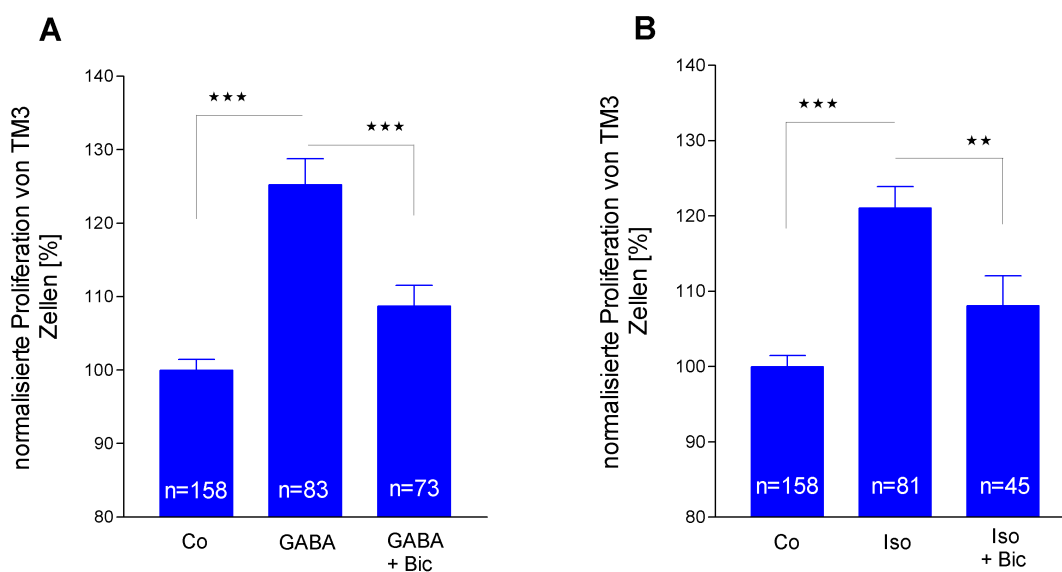 A
normalisierte Proliferation von TM3
Zellen [%]
140
130
120
110
100
90
80
★★★
★★★
n=158
n=83
n=73
Co
GABA
GABA
+ Bic
B
normalisierte Proliferation von TM3
Zellen [%]
140
130
120
110
100
90
80
★★★
★★
n=158
n=81
n=45
Co
Iso
Iso
+ Bic